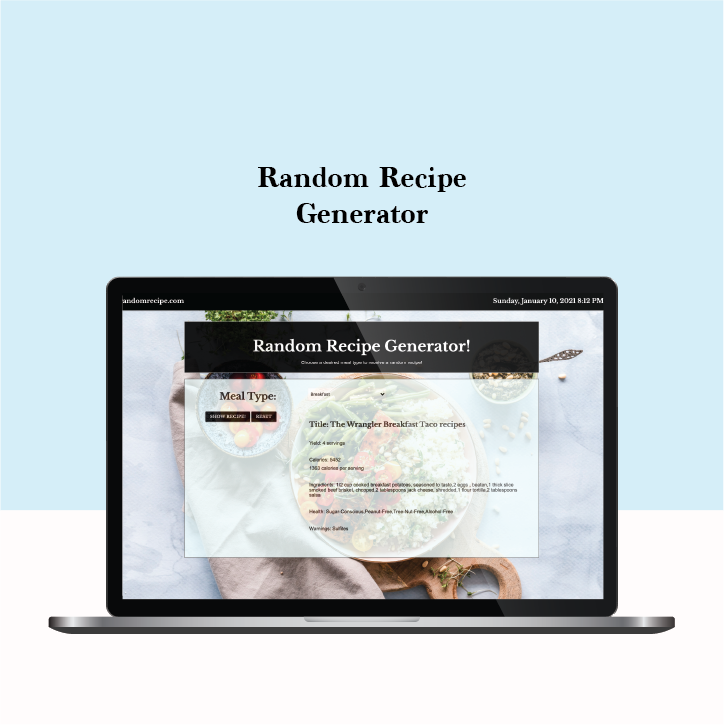 Random Recipe
Generator
andomrecipe.com
Sunday, January 10, 2021 8:12 PM
Random Recipe Generator!
Choose a desired meal type to receive a random recipe!
Meal Type:
Breakfast
SHOW RECIPE!
RESET
Title: The Wrangler Breakfast Taco recipes
Yield: 4 servings
Calories: 5452
1363 calories per serving
Ingredients: 1/2 cup cooked breakfast potatoes, seasoned to taste,2 eggs , beaten,1 thick slice
smoked beef brisket, chopped,2 tablespoons jack cheese, shredded,1 flour tortilla,2 tablespoons
salsa
Health: Sugar-Conscious,Peanut-Free,Tree-Nut-Free,Alcohol-Free
Warnings: Sulfites